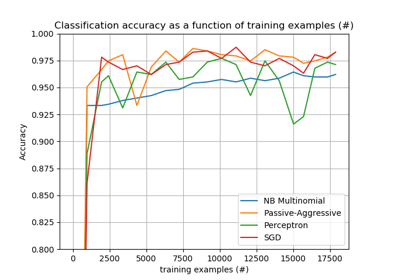 Classification accuracy as a function of training examples (#)
1.000
0.975
0.950
0.925
0.900
0.875
0.850
0.825
0.800
Accuracy
NB Multinomial
Passive-Aggressive
Perceptron
SGD
0 2500 5000 7500 10000 12500 15000 17500
training examples (#)